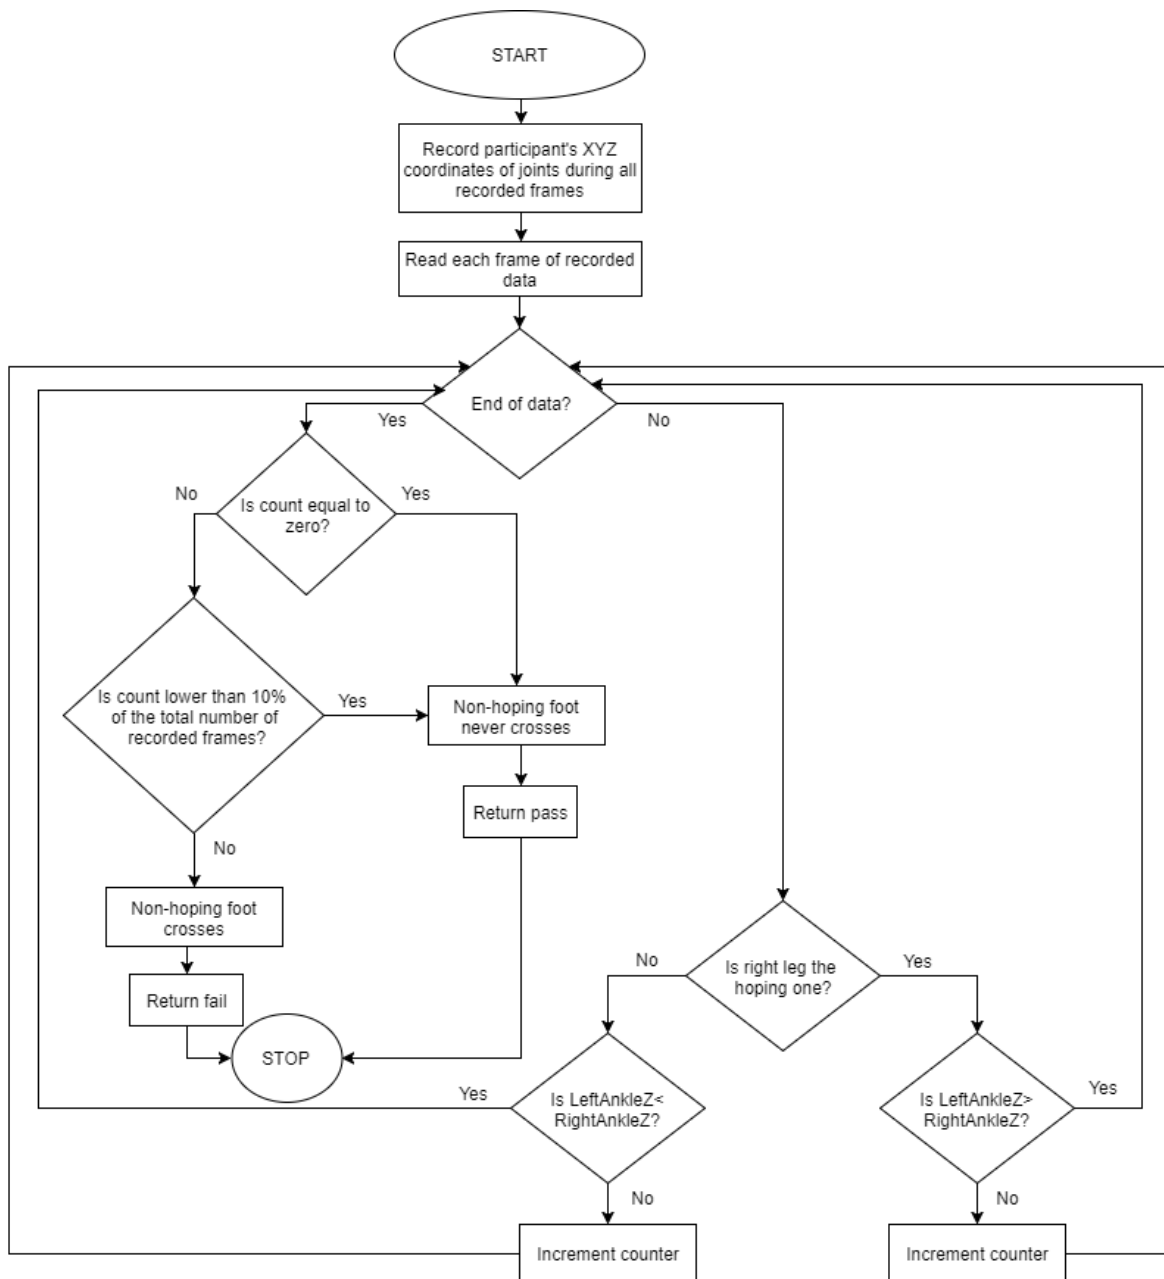 START
Record participant's XYZ
coordinates of joints during all
recorded frames
Read each frame of recorded
data
End of data?
Yes
No
Is count equal to
zero?
No
Yes
Is count lower than 10%
of the total number of
recorded frames?
Yes
Non-hoping foot
never crosses
Return pass
No
Non-hoping foot
crosses
Return fail
STOP
Is right leg the
hoping one?
No
Yes
Is LeftAnkleZ<
RightAnkleZ?
Yes
No
Increment counter
Is LeftAnkleZ>
RightAnkleZ?
Yes
No
Increment counter